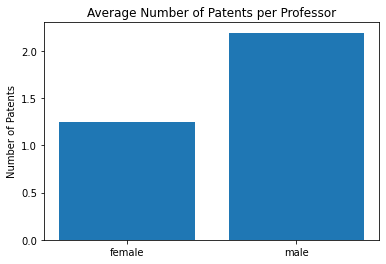 Average Number of Patents per Professor
Number of Patents
2.0
1.5
1.0
0.5
0.0
female
male